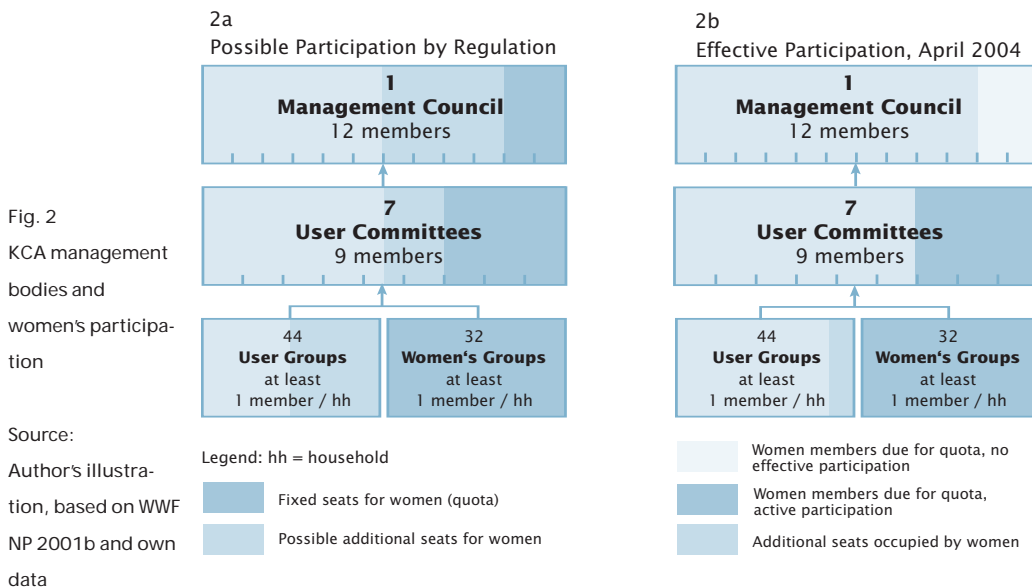 Fig. 2
KCA management
bodies and
women's participa-
tion
Source:
Author's illustra-
tion, based on WWF
NP 2001b and own
data
2a
Possible Participation by Regulation
1
Management Council
12 members
7
User Committees
9 members
44
User Groups
at least
1 member / hh
32
Women's Groups
at least
1 member / hh
Legend: hh = household
Fixed seats for women (quota)
Possible additional seats for women
2b
Effective Participation, April 2004
1
Management Council
12 members
7
User Committees
9 members
44
User Groups
at least
1 member / hh
32
Women's Groups
at least
1 member / hh
Women members due for quota, no
effective participation
Women members due for quota,
active participation
Additional seats occupied by women